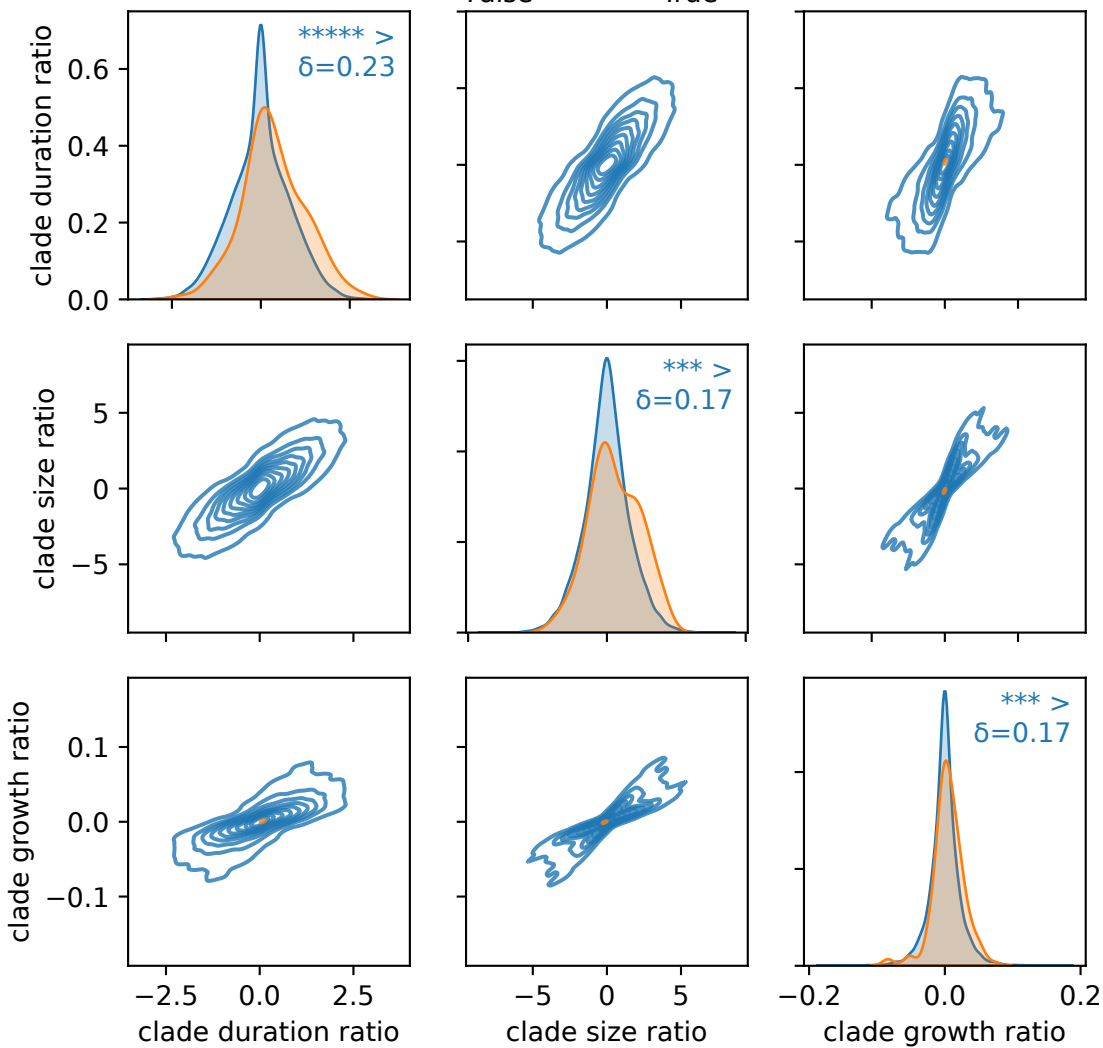 True
clade duration ratio
0.6
0.4
0.2
0.0
***** >
δ=0.23
clade size ratio
5
0
−5
*** >
δ=0.17
clade growth ratio
0.1
0.0
−0.1
*** >
δ=0.17
−2.5 0.0 2.5
−5 0 5
−0.2 0.0 0.2
clade duration ratio
clade size ratio
clade growth ratio